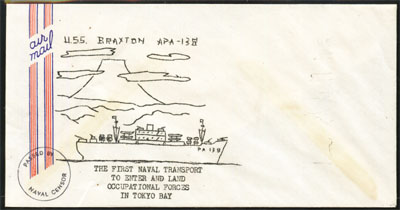 air
mail
U.S.S. BRAXTON APA-138
PA 138
THE FIRST NAVAL TRANSPORT
TO ENTER AND LAND
OCCUPATIONAL FORCES
IN TOKYO BAY
PASSED BY
NAVAL CENSOR